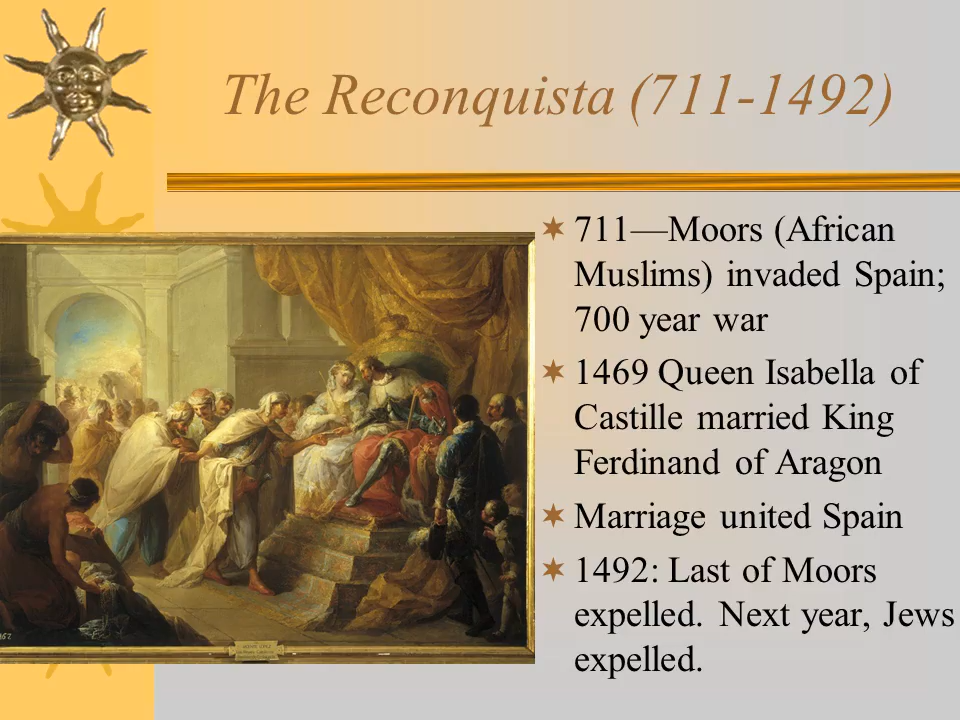 The Reconquista (711-1492)
711—Moors (African
Muslims) invaded Spain;
700 year war
1469 Queen Isabella of
Castille married King
Ferdinand of Aragon
Marriage united Spain
1492: Last of Moors
expelled. Next year, Jews
expelled.